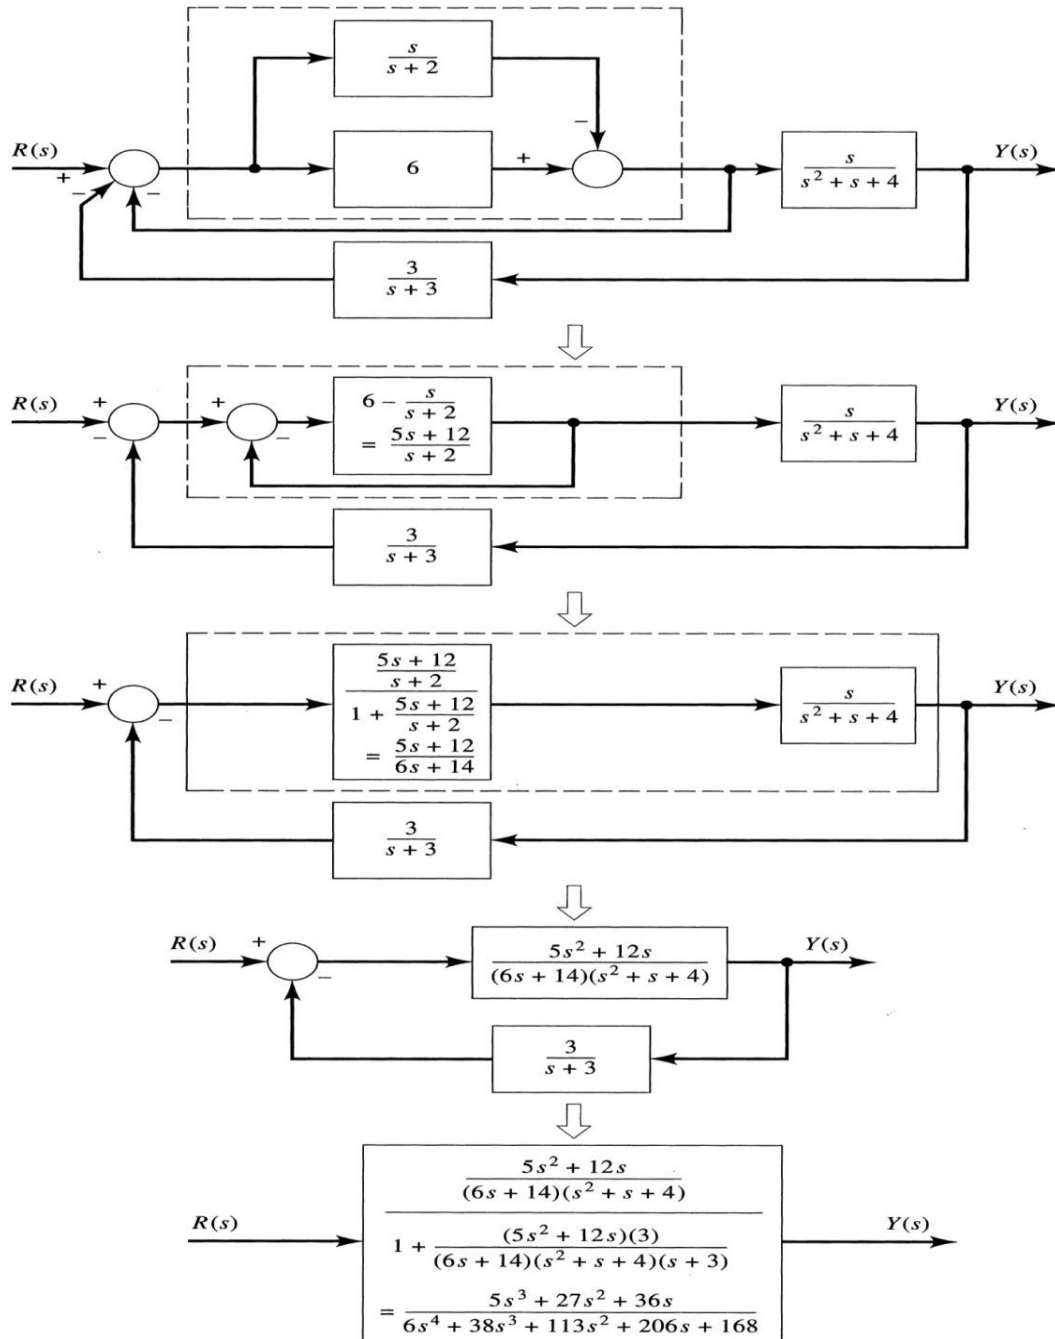 s
s + 2
−
R(s)
+
−
−
6
+
s
s² + s + 4
Y(s)
3
s + 3
R(s)
+
−
+
−
6 − s/(s + 2)
= (5s + 12)/(s + 2)
s
s² + s + 4
Y(s)
3
s + 3
R(s)
+
−
5s + 12
s + 2
1 + (5s + 12)/(s + 2)
= (5s + 12)/(6s + 14)
s
s² + s + 4
Y(s)
3
s + 3
R(s)
+
−
5s² + 12s
(6s + 14)(s² + s + 4)
Y(s)
3
s + 3
R(s)
5s² + 12s
(6s + 14)(s² + s + 4)
1 + (5s² + 12s)(3)/(6s + 14)(s² + s + 4)(s + 3)
= (5s³ + 27s² + 36s)/(6s⁴ + 38s³ + 113s² + 206s + 168)
Y(s)